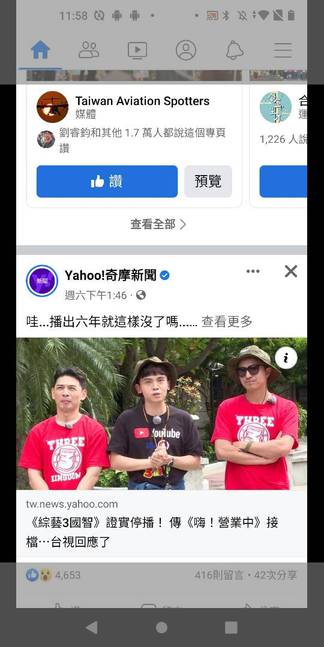 11:58
Taiwan Aviation Spotters
媒體
劉睿鈞和其他 1.7 萬人都說這個專頁
讚
讚
預覽
1,226 人說
查看全部
Yahoo!奇摩新聞
週六下午1:46
哇...播出六年就這樣沒了嗎...... 查看更多
THREE
YouTube
THREE
tw.news.yahoo.com
《綜藝3國智》證實停播！ 傳《嗨！營業中》接
檔…台視回應了
4,653
416則留言・42次分享